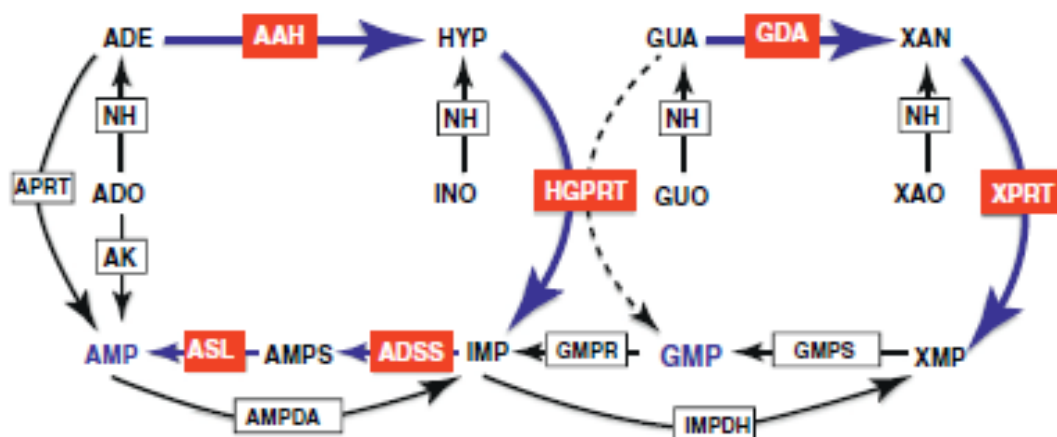 ADE AAH HYP GUA GDA XAN
NH NH NH NH
APRT ADO INO HGPRT GUO XAO XPRT
AK
AMP ASL AMPS ADSS IMP GMPR GMP GMPS XMP
AMPDA IMPDH